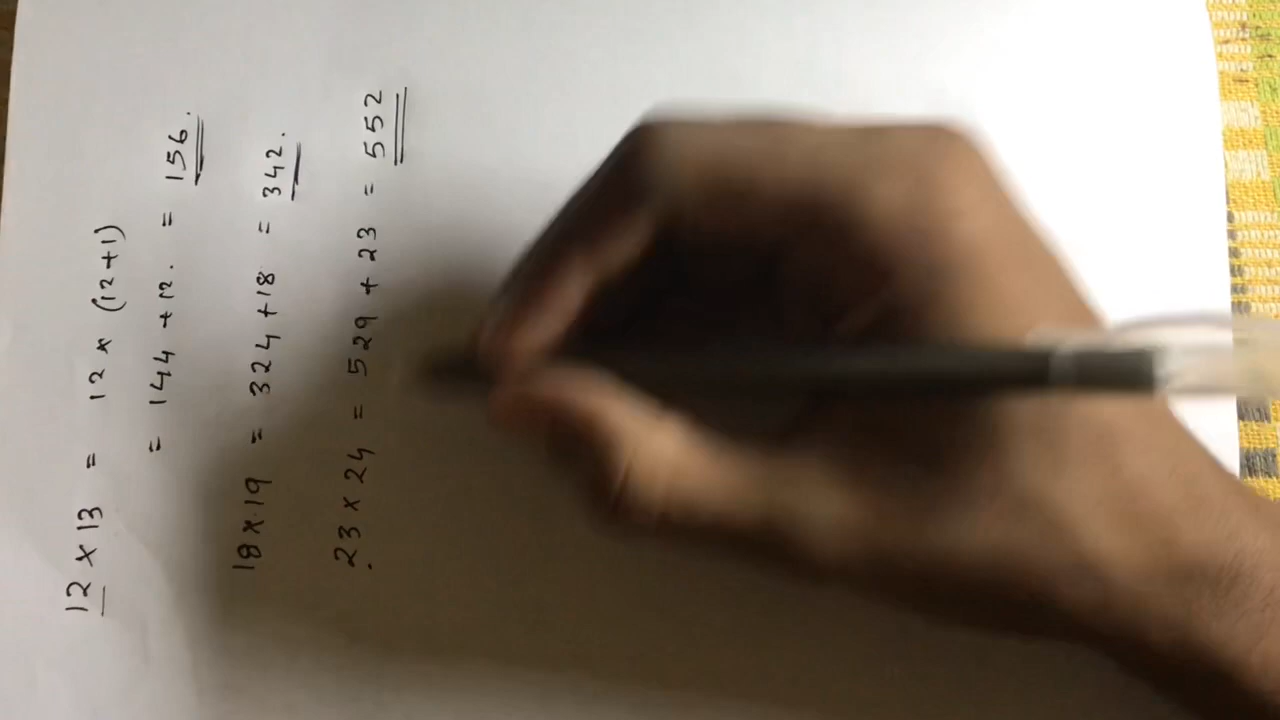 12 × 13 = 12 × (12+1)
= 144 + 12. = 156.
18 × 19 = 324 + 18 = 342.
23 × 24 = 529 + 23 = 552